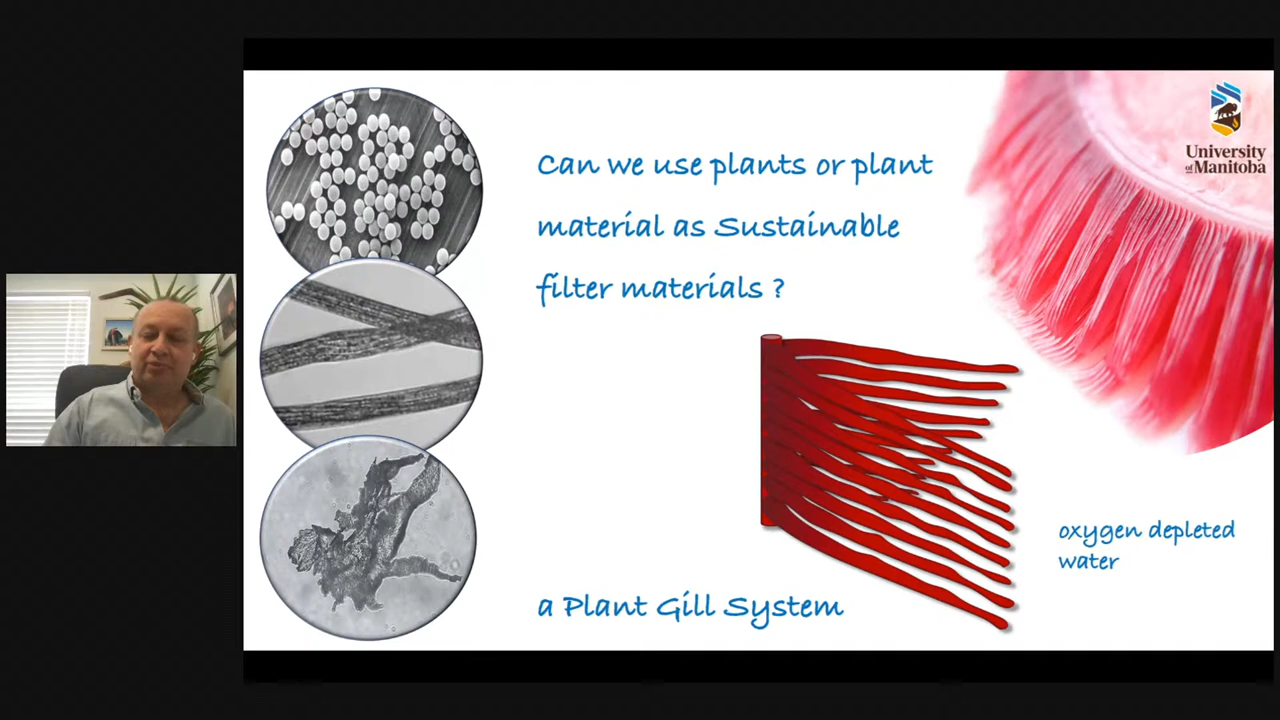 Can we use plants or plant
material as Sustainable
filter materials ?
University
of Manitoba
oxygen depleted
water
a Plant Gill System